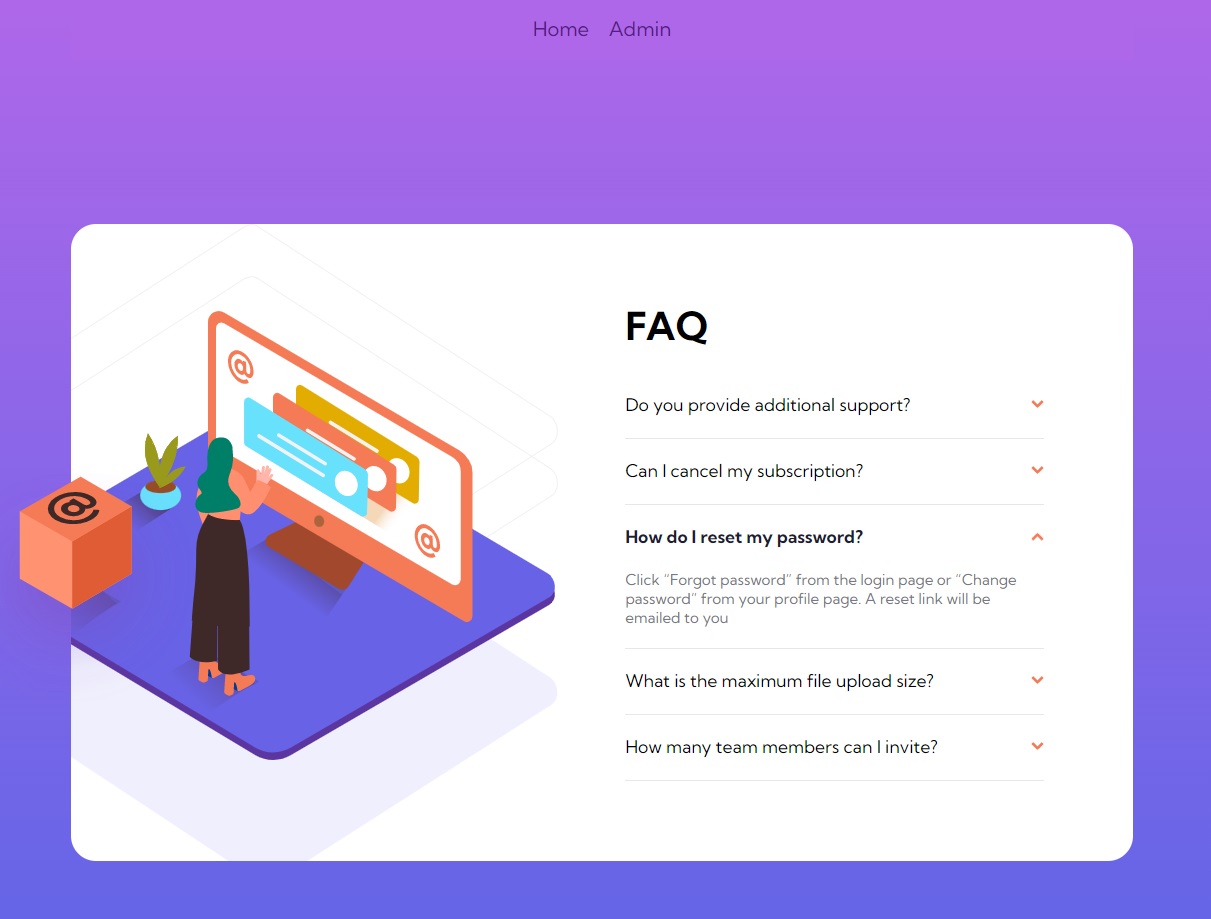 Home Admin
FAQ
Do you provide additional support?
Can I cancel my subscription?
How do I reset my password?
Click “Forgot password” from the login page or “Change
password” from your profile page. A reset link will be
emailed to you
What is the maximum file upload size?
How many team members can I invite?
@
@
@